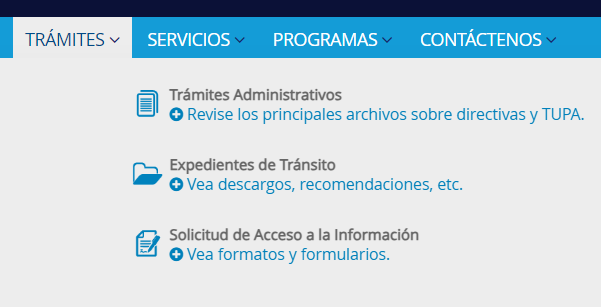 TRÁMITES SERVICIOS PROGRAMAS CONTÁCTENOS
Trámites Administrativos
Revise los principales archivos sobre directivas y TUPA.
Expedientes de Tránsito
Vea descargos, recomendaciones, etc.
Solicitud de Acceso a la Información
Vea formatos y formularios.